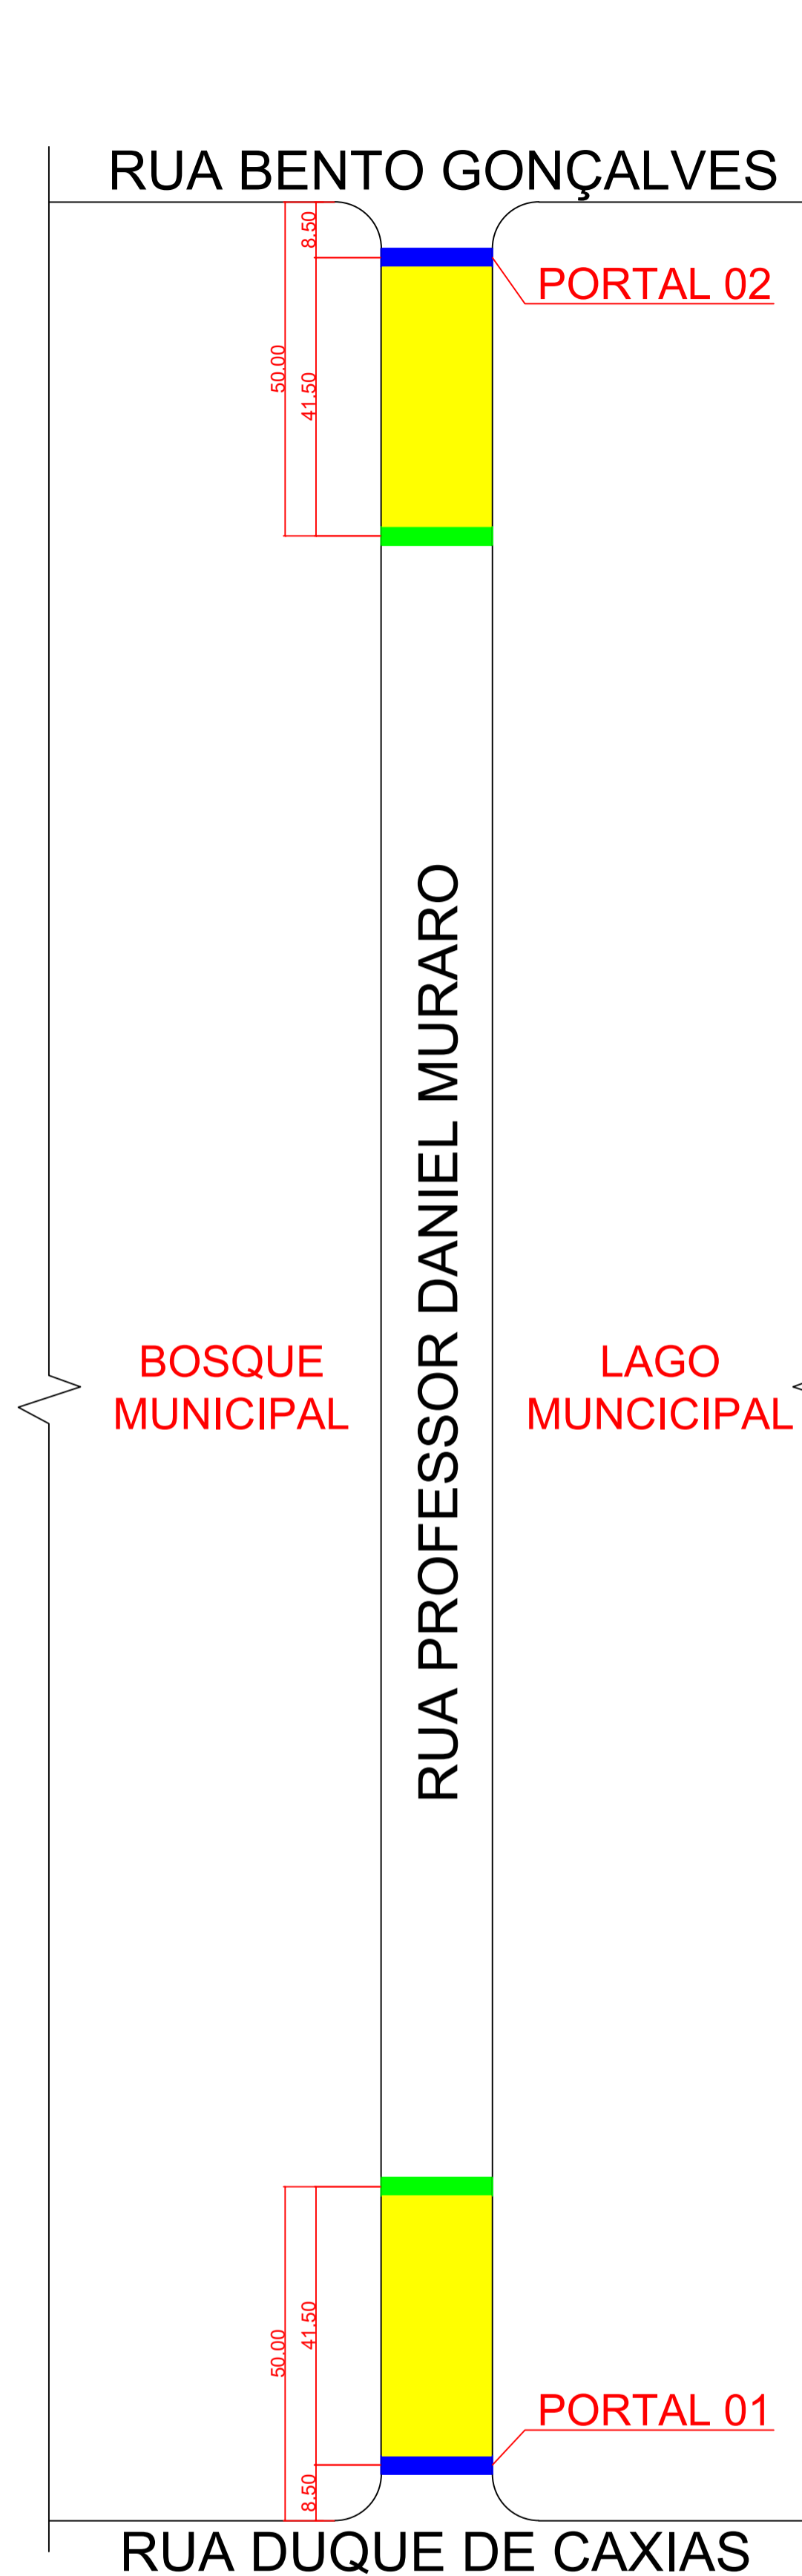 RUA BENTO GONÇALVES
8.50
PORTAL 02
50.00
41.50
RUA PROFESSOR DANIEL MURARO
BOSQUE
MUNICIPAL
LAGO
MUNCICIPAL
41.50
50.00
PORTAL 01
8.50
RUA DUQUE DE CAXIAS